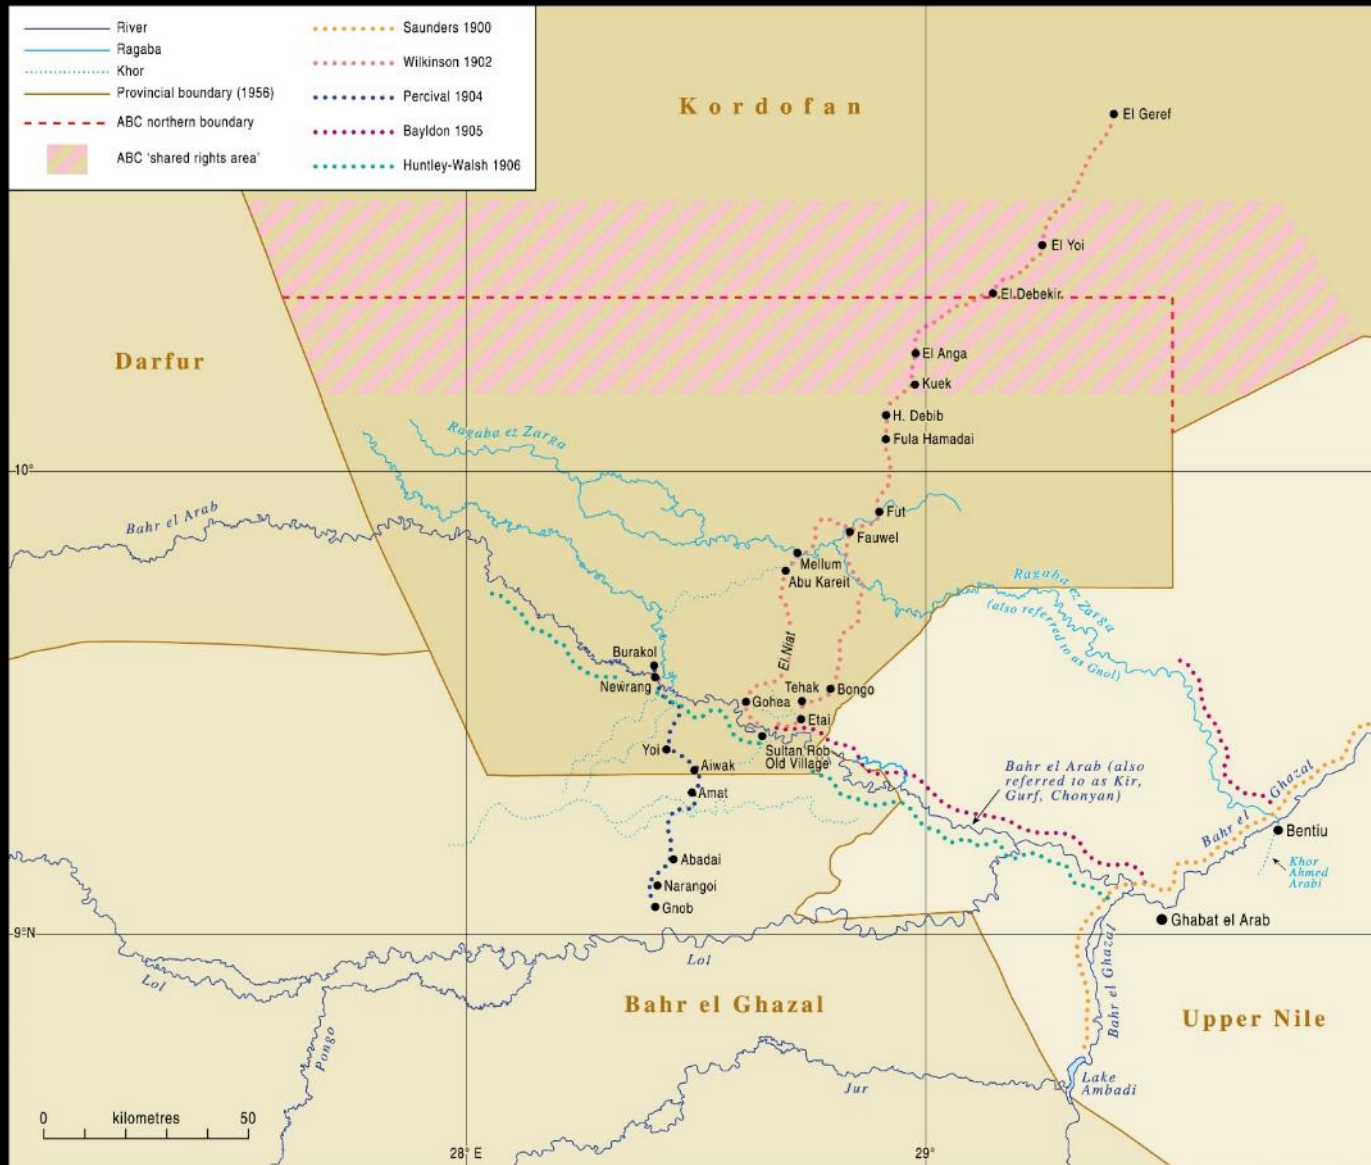 River
Ragaba
Khor
Provincial boundary (1956)
ABC northern boundary
ABC 'shared rights area'
Saunders 1900
Wilkinson 1902
Percival 1904
Bayldon 1905
Huntley-Walsh 1906
Kordofan
El Geref
El Yoi
El Debekir
Darfur
El Anga
Kuek
H. Debib
Fula Hamadai
Ragaba ez Zarga
10°
Bahr el Arab
Fut
Fauwel
Mellum
Abu Kareit
Ragaba ez Zarga
(also referred
to as Gnol)
El Niat
Burakol
Newrang
Tehak
Bongo
Gohea
Etai
Yoi
Sultan Rob
Old Village
Aiwak
Amat
Bahr el Arab (also
referred to as Kir,
Gurf, Chonyan)
Bahr el Ghazal
Bentiu
Khor
Ahmed
Arabi
Abadai
Narangoi
Gnob
Ghabat el Arab
9°N
Lol
Lol
Bahr el Ghazal
Bahr el Ghazal
Upper Nile
Pongo
Jur
Lake
Ambadi
0 kilometres 50
28° E
29°